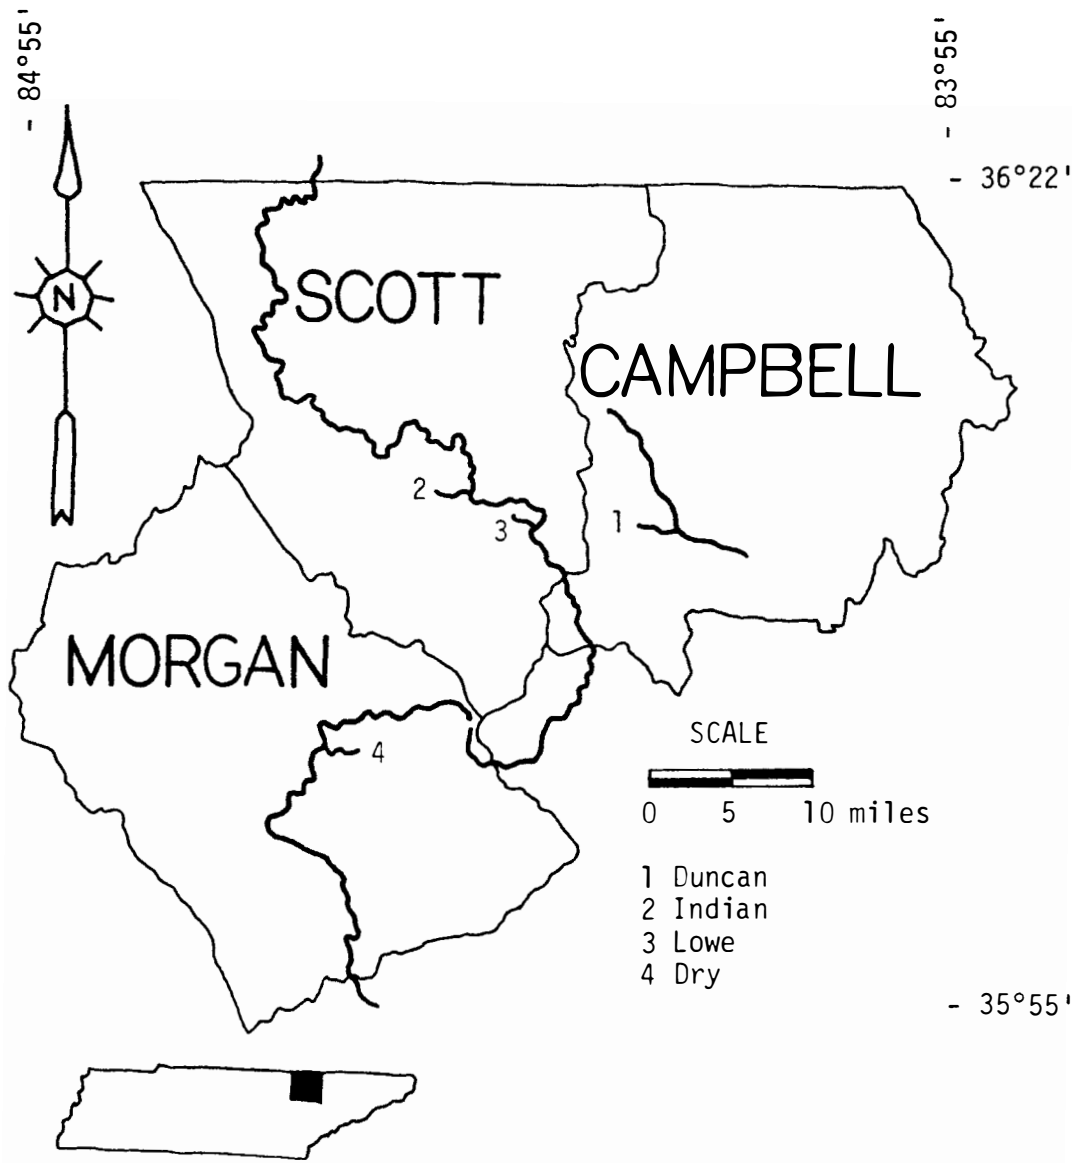 - 84°55'
- 83°55'
- 36°22'
N
SCOTT
CAMPBELL
2
3
1
MORGAN
SCALE
4
0 5 10 miles
1 Duncan
2 Indian
3 Lowe
4 Dry
- 35°55'